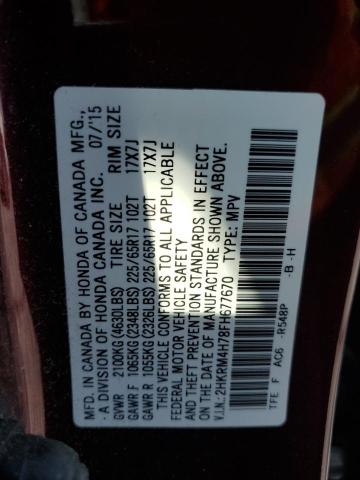 MFD. IN CANADA BY HONDA OF CANADA MFG.,
- A DIVISION OF HONDA CANADA INC. 07/'15
GVWR 2100KG (4630LBS) TIRE SIZE RIM SIZE
GAWR F 1065KG (2348LBS) 225/65R17 102T 17X7J
GAWR R 1055KG (2326LBS) 225/65R17 102T 17X7J
THIS VEHICLE CONFORMS TO ALL APPLICABLE
FEDERAL MOTOR VEHICLE SAFETY
AND THEFT PREVENTION STANDARDS IN EFFECT
ON THE DATE OF MANUFACTURE SHOWN ABOVE.
V.I.N.: 2HKRM4H78FH677670 TYPE: MPV
-B -H
TFE F AC6 -R548P